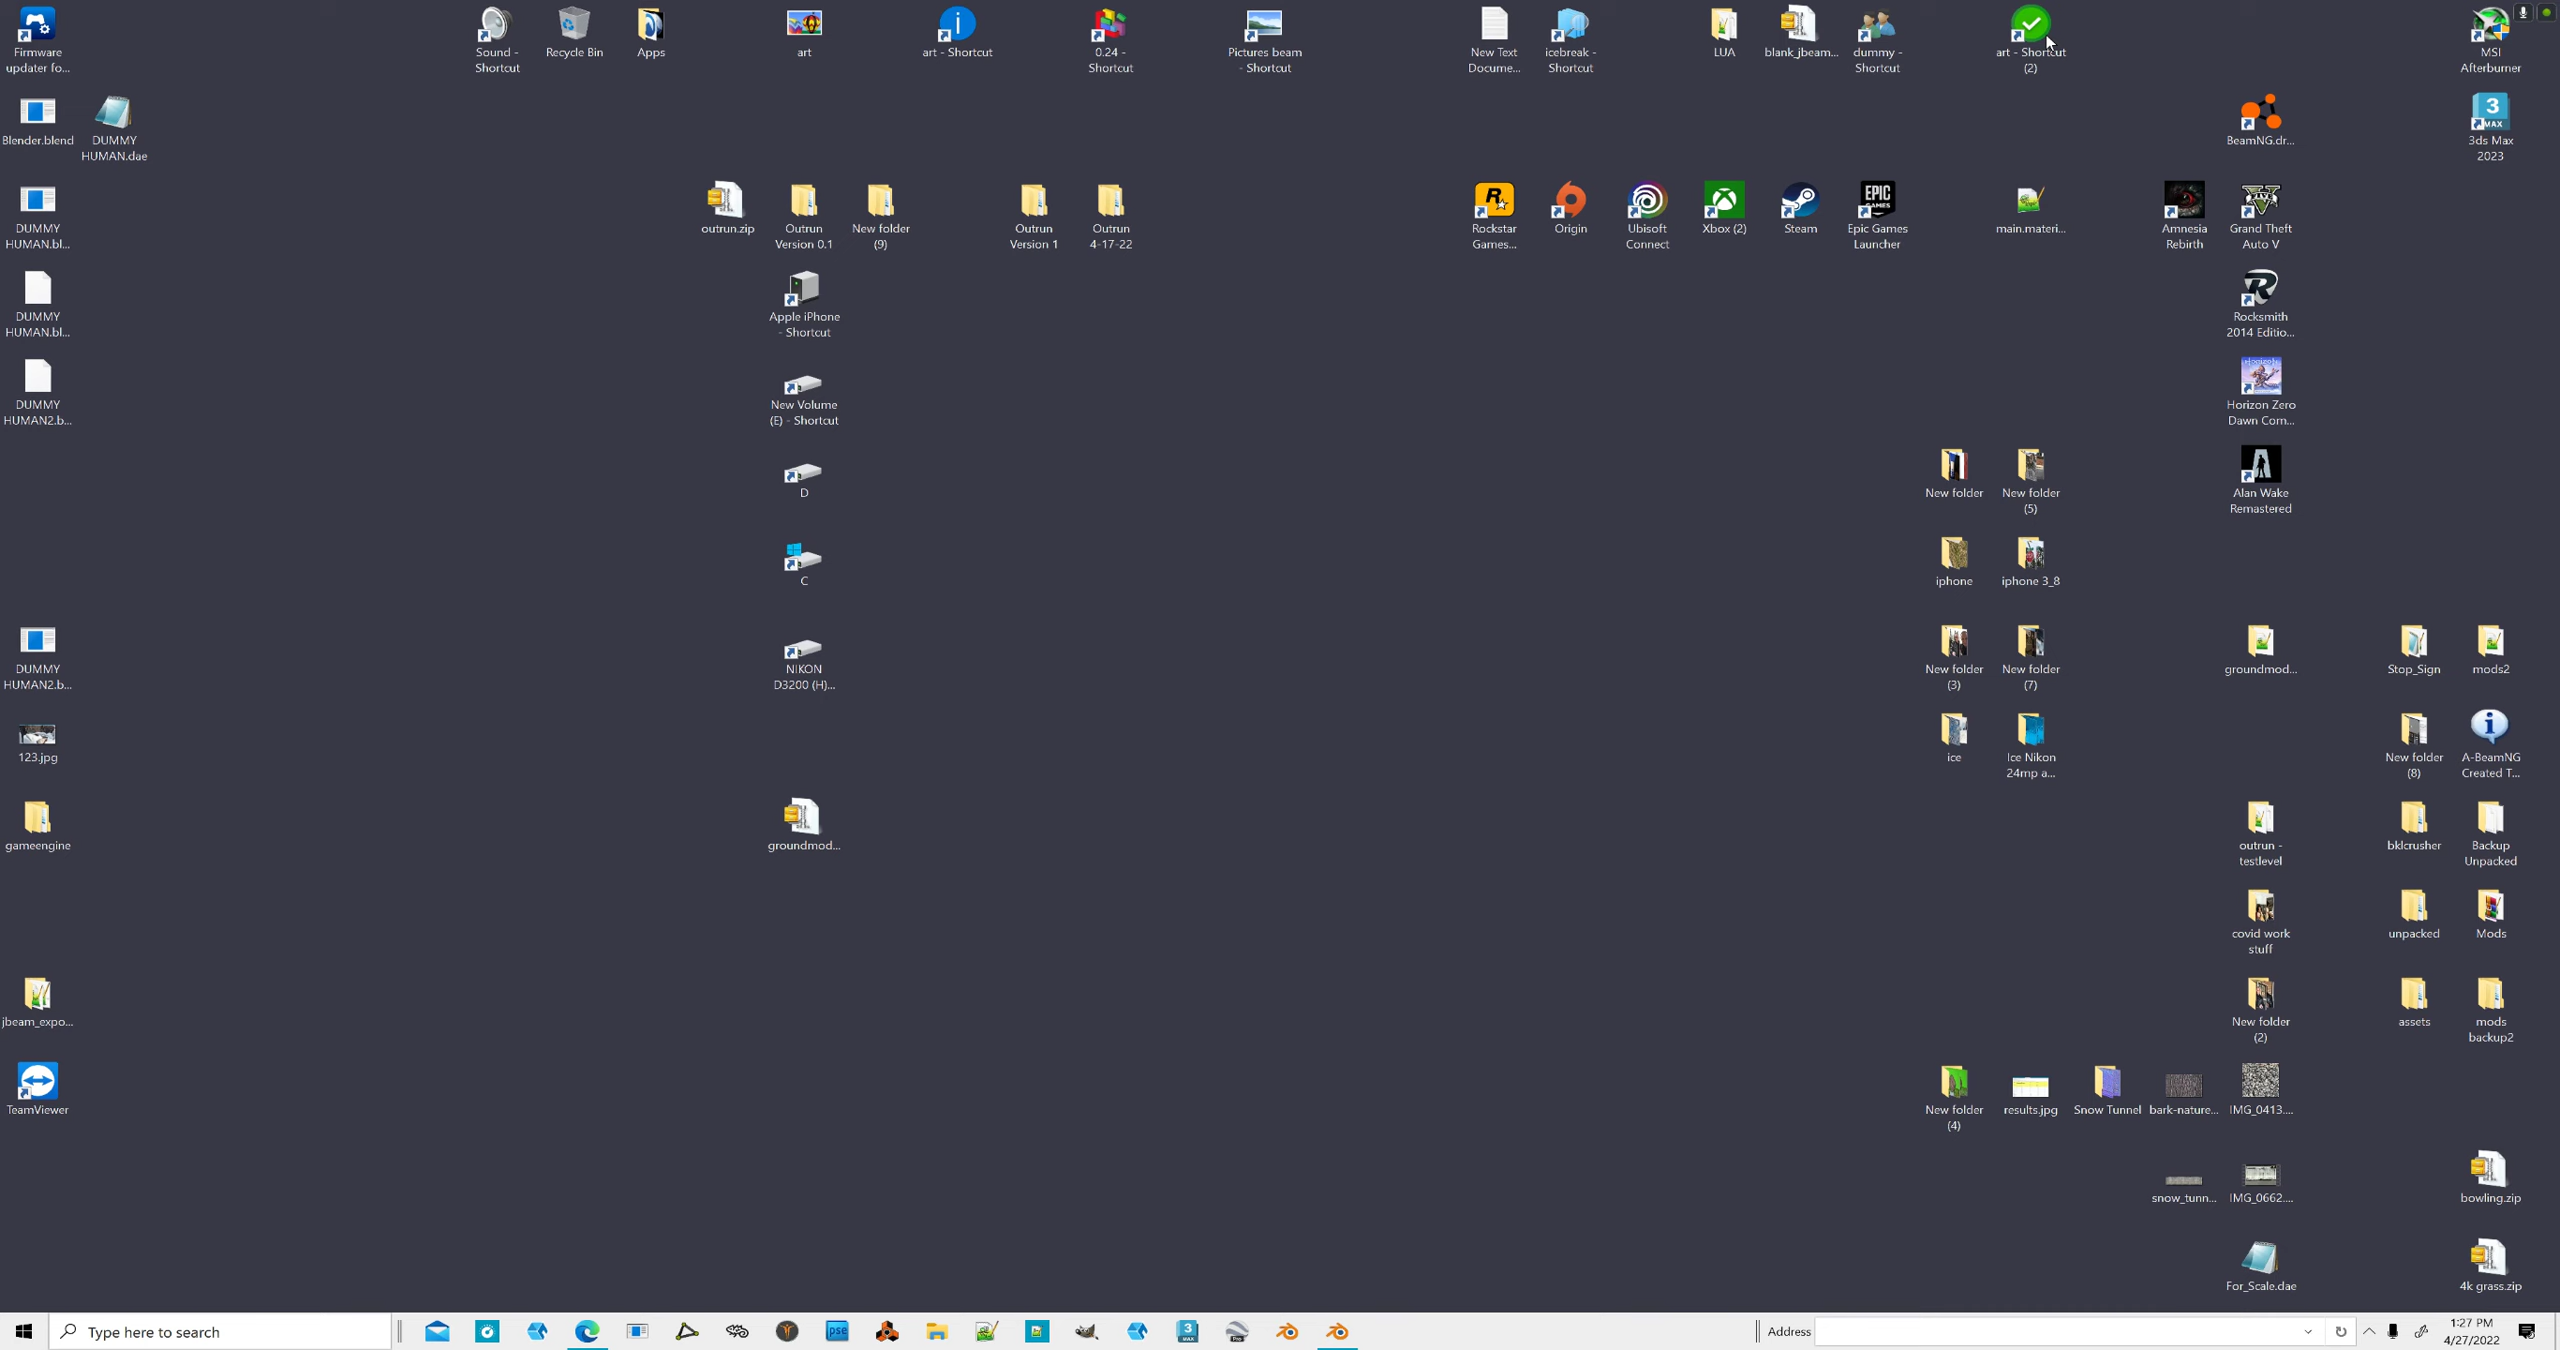 Firmware
updater fo...
Sound -
Shortcut
Recycle Bin
Apps
art
art - Shortcut
0.24 -
Shortcut
Pictures beam
- Shortcut
New Text
Docume...
icebreak -
Shortcut
LUA
blank_jbeam...
dummy -
Shortcut
art - Shortcut
(2)
MSI
Afterburner
Blender.blend
DUMMY
HUMAN.dae
BeamNG.dr...
3
MAX
3ds Max
2023
DUMMY
HUMAN.bl...
outrun.zip
Outrun
Version 0.1
New folder
(9)
Outrun
Version 1
Outrun
4-17-22
Rockstar
Games...
Origin
Ubisoft
Connect
Xbox (2)
Steam
EPIC
GAMES
Epic Games
Launcher
main.materi...
Amnesia
Rebirth
Grand Theft
Auto V
DUMMY
HUMAN.bl...
Apple iPhone
- Shortcut
Rocksmith
2014 Editio...
DUMMY
HUMAN2.b...
New Volume
(E) - Shortcut
Horizon Zero
Dawn Com...
D
New folder
New folder
(5)
Alan Wake
Remastered
C
iphone
iphone 3_8
DUMMY
HUMAN2.b...
NIKON
D3200 (H)...
New folder
(3)
New folder
(7)
groundmod...
Stop_Sign
mods2
123.jpg
ice
Ice Nikon
24mp a...
New folder
(8)
A-BeamNG
Created T...
gameengine
groundmod...
outrun -
testlevel
bklcrusher
Backup
Unpacked
covid work
stuff
unpacked
Mods
jbeam_expo...
New folder
(2)
assets
mods
backup2
TeamViewer
New folder
(4)
results.jpg
Snow Tunnel
bark-nature...
IMG_0413....
snow_tunn...
IMG_0662....
bowling.zip
For_Scale.dae
4k grass.zip
Type here to search
pse
3
MAX
Address
1:27 PM
4/27/2022